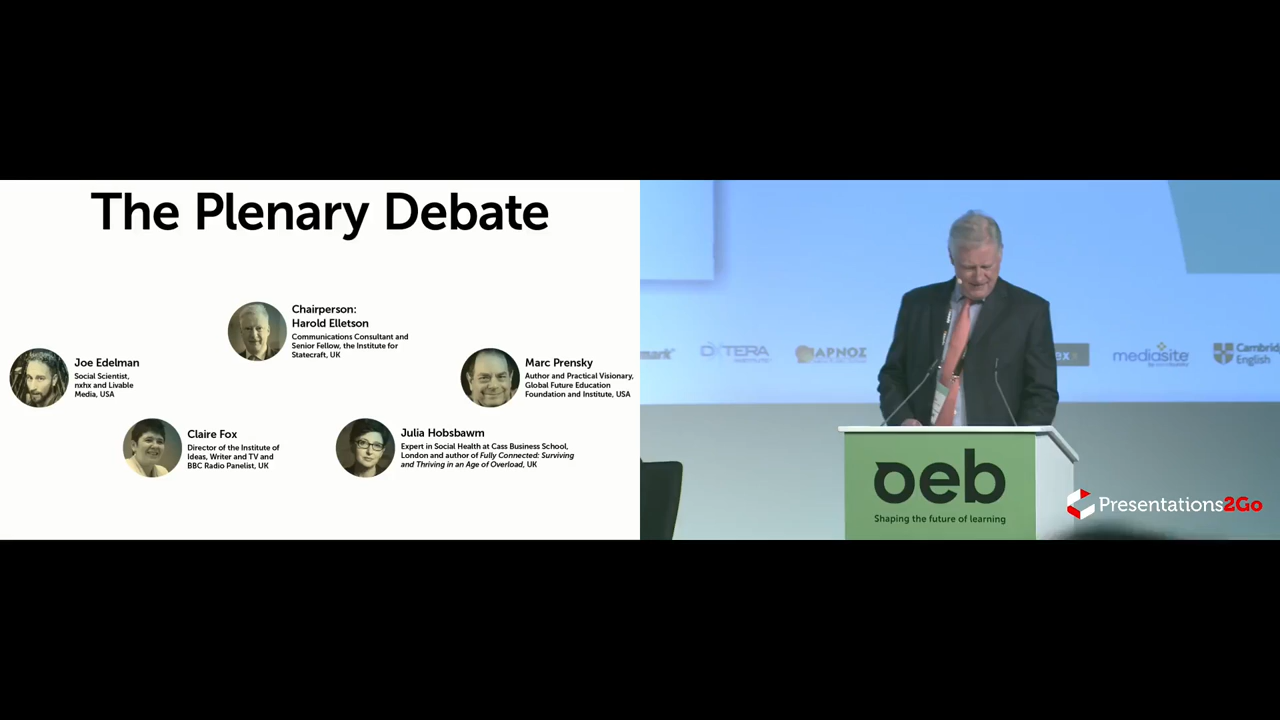 The Plenary Debate
Chairperson:
Harold Elletson
Communications Consultant and
Senior Fellow, the Institute for
Statecraft, UK
Joe Edelman
Social Scientist,
nxhx and Livable
Media, USA
Marc Prensky
Author and Practical Visionary,
Global Future Education
Foundation and Institute, USA
Claire Fox
Director of the Institute of
Ideas, Writer and TV and
BBC Radio Panelist, UK
Julia Hobsbawm
Expert in Social Health at Cass Business School,
London and author of Fully Connected: Surviving
and Thriving in an Age of Overload, UK
DXTERA
INSTITUTE
ΑΡΝΟΣ
mediasite
Cambridg
English
oeb
Shaping the future of learning
Presentations2Go